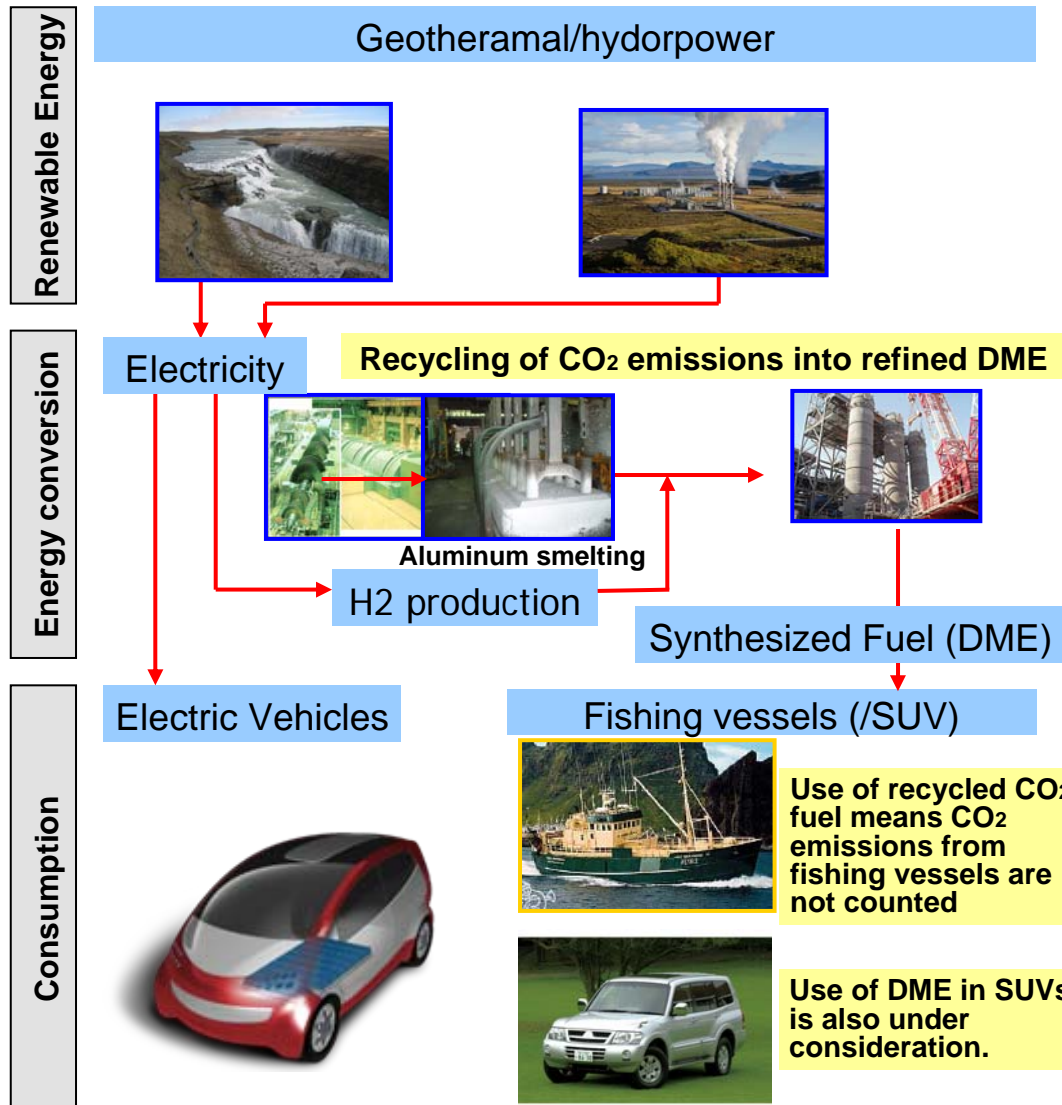 Renewable Energy
Geotheramal/hydorpower
Energy conversion
Electricity
Recycling of CO2 emissions into refined DME
Aluminum smelting
H2 production
Synthesized Fuel (DME)
Consumption
Electric Vehicles
Fishing vessels (/SUV)
Use of recycled CO2
fuel means CO2
emissions from
fishing vessels are
not counted
Use of DME in SUVs
is also under
consideration.